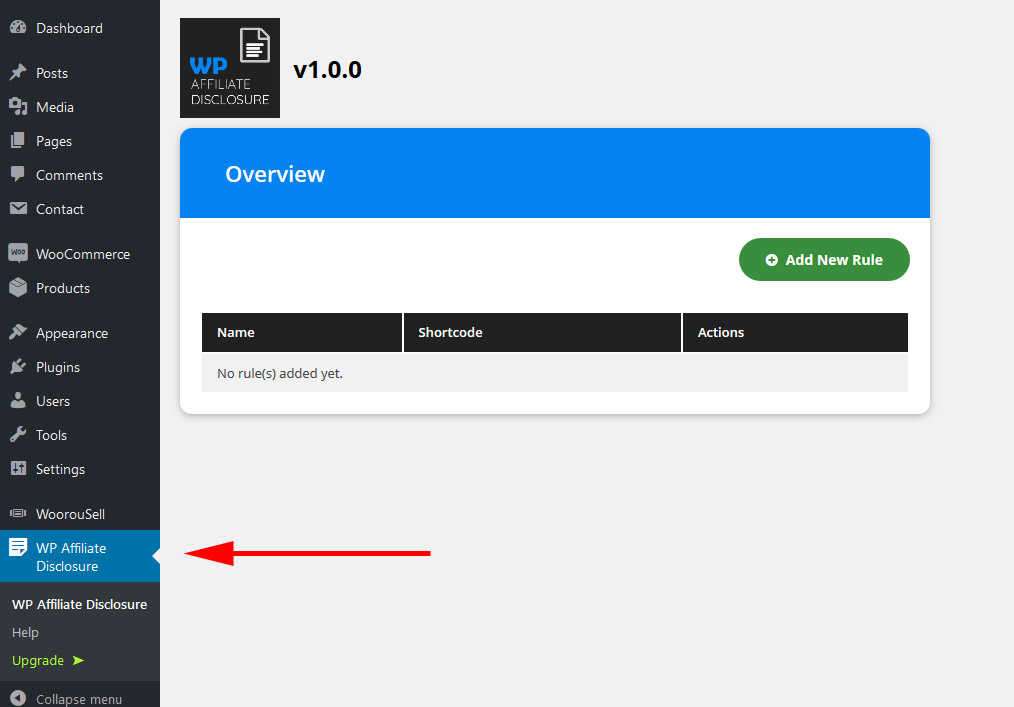 Dashboard
Posts
Media
Pages
Comments
Contact
WOO
WooCommerce
Products
Appearance
Plugins
Users
Tools
Settings
WoorouSell
WP Affiliate
Disclosure
WP Affiliate Disclosure
Help
Upgrade ➤
Collapse menu
WP
AFFILIATE
DISCLOSURE
v1.0.0
Overview
Add New Rule
Name Shortcode Actions
No rule(s) added yet.